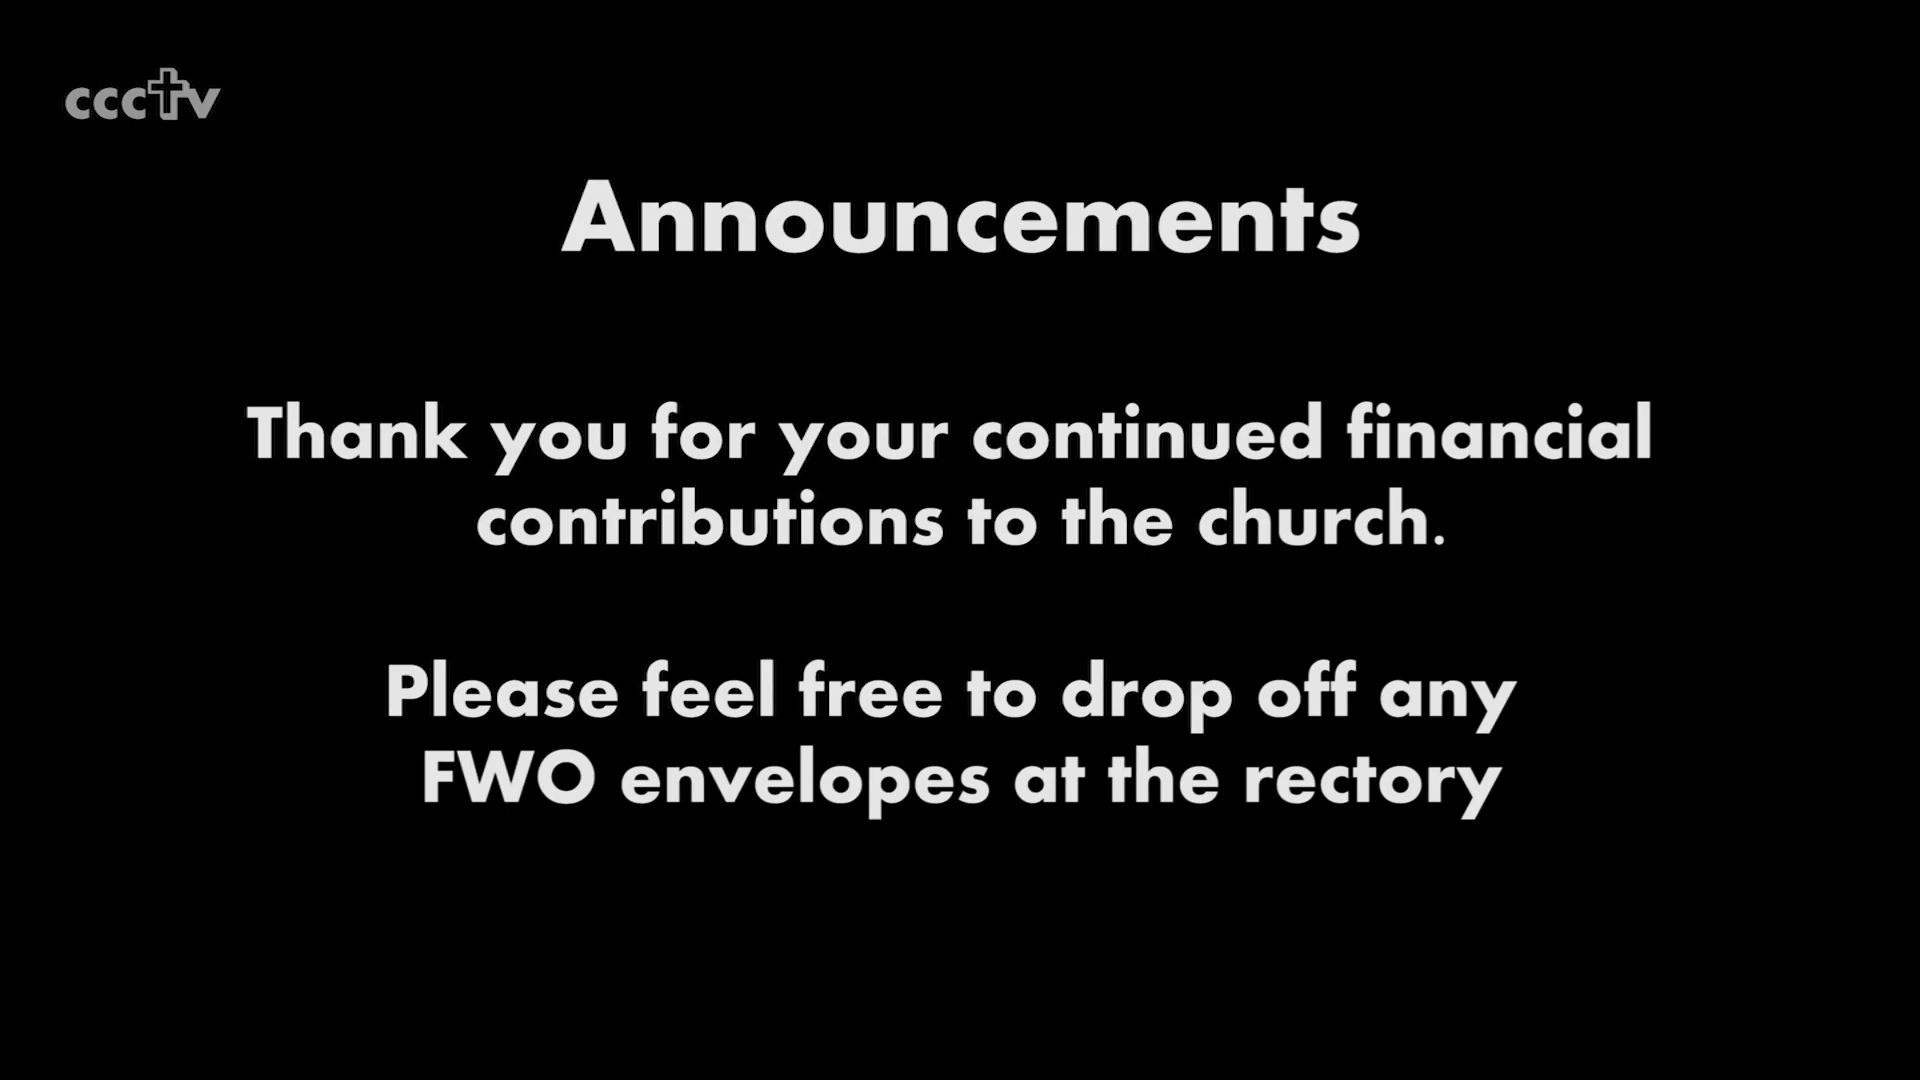 ccctv
Announcements
Thank you for your continued financial
contributions to the church.
Please feel free to drop off any
FWO envelopes at the rectory